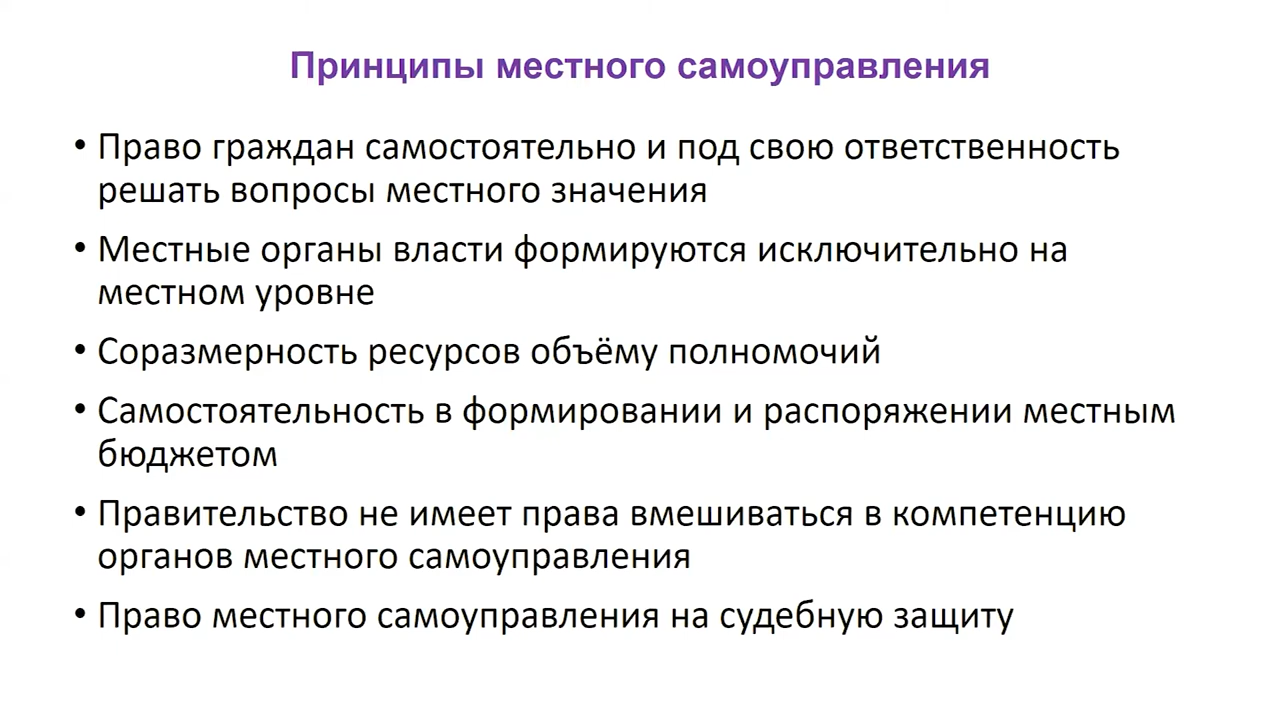 Принципы местного самоуправления
• Право граждан самостоятельно и под свою ответственность
решать вопросы местного значения
• Местные органы власти формируются исключительно на
местном уровне
• Соразмерность ресурсов объёму полномочий
• Самостоятельность в формировании и распоряжении местным
бюджетом
• Правительство не имеет права вмешиваться в компетенцию
органов местного самоуправления
• Право местного самоуправления на судебную защиту